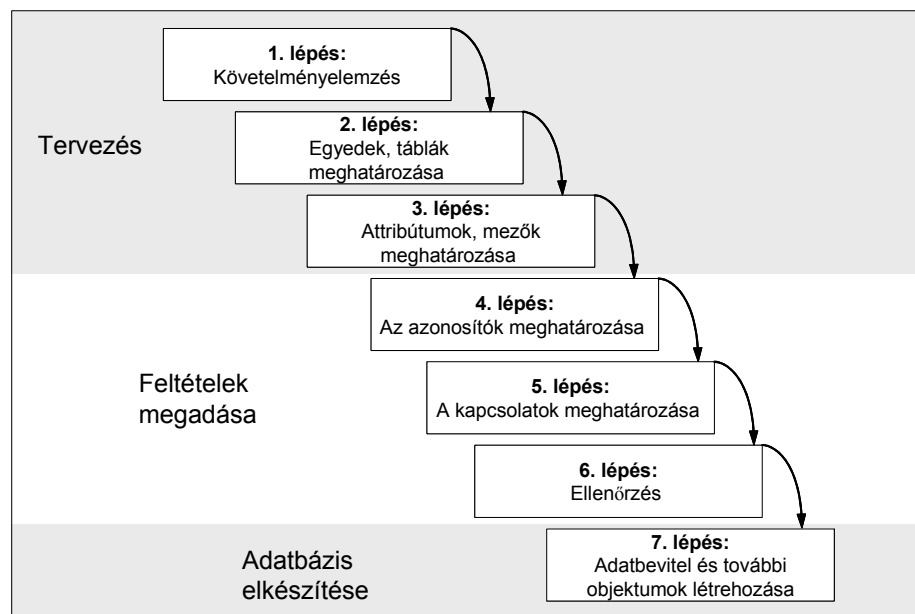 1. lépés:
Követelményelemzés
Tervezés
2. lépés:
Egyedek, táblák
meghatározása
3. lépés:
Attribútumok, mezők
meghatározása
4. lépés:
Az azonosítók meghatározása
Feltételek
megadása
5. lépés:
A kapcsolatok meghatározása
6. lépés:
Ellenőrzés
Adatbázis
elkészítése
7. lépés:
Adatbevitel és további
objektumok létrehozása